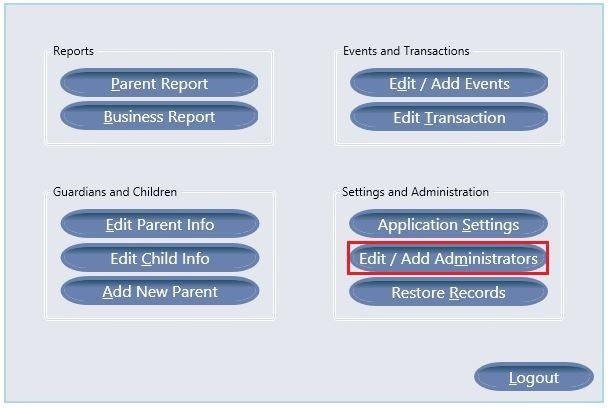 Reports
Parent Report
Business Report
Events and Transactions
Edit / Add Events
Edit Transaction
Guardians and Children
Edit Parent Info
Edit Child Info
Add New Parent
Settings and Administration
Application Settings
Edit / Add Administrators
Restore Records
Logout